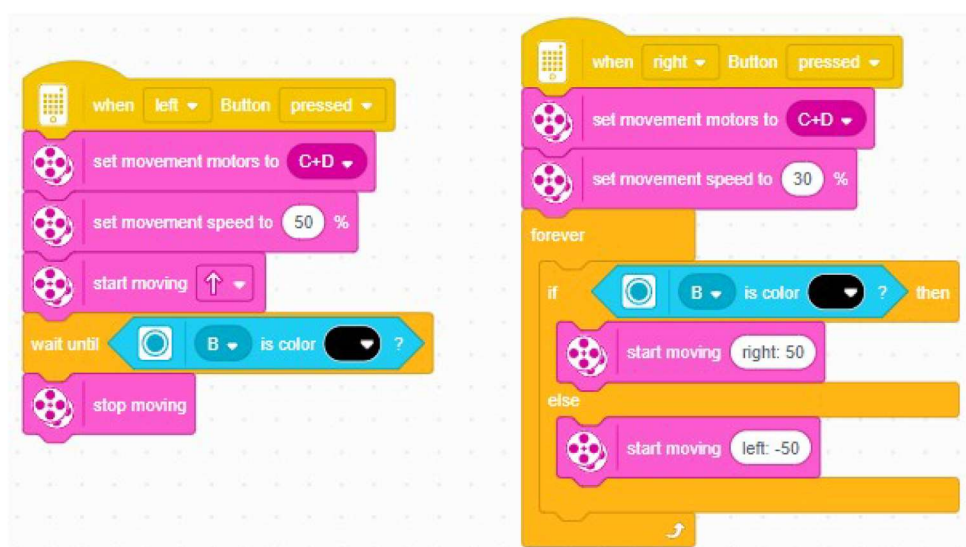 when left Button pressed
set movement motors to C+D
set movement speed to 50 %
start moving
wait until B is color ?
stop moving
when right Button pressed
set movement motors to C+D
set movement speed to 30 %
forever
if B is color ? then
start moving right: 50
else
start moving left: -50